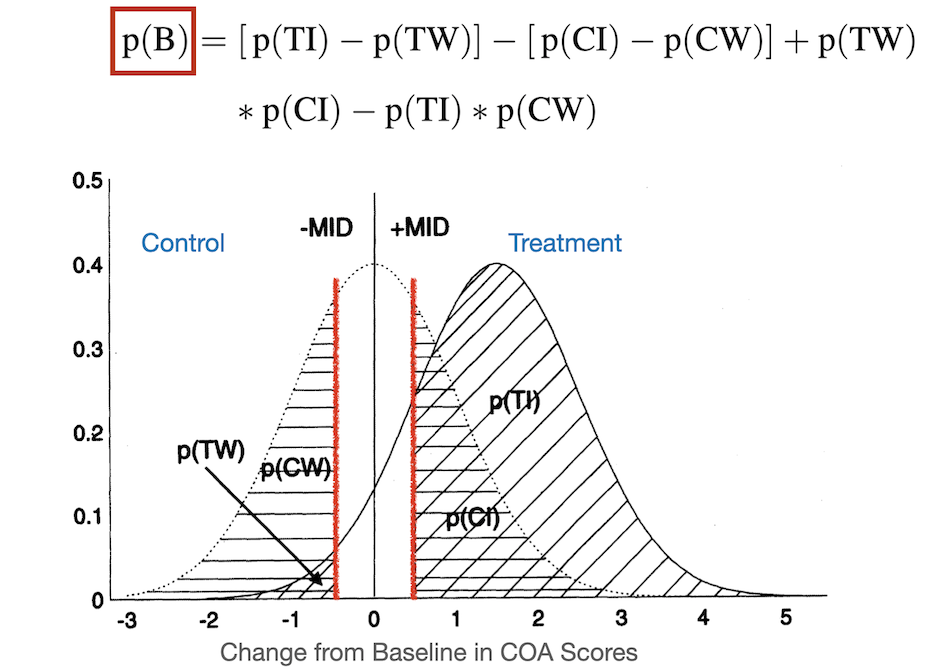 p(B) = [p(TI) − p(TW)] − [p(CI) − p(CW)] + p(TW)
∗ p(CI) − p(TI) ∗ p(CW)
0.5
-MID +MID
Control Treatment
0.4
0.3
p(TI)
0.2
p(TW) p(CW)
0.1 p(CI)
0
-3 -2 -1 0 1 2 3 4 5
Change from Baseline in COA Scores